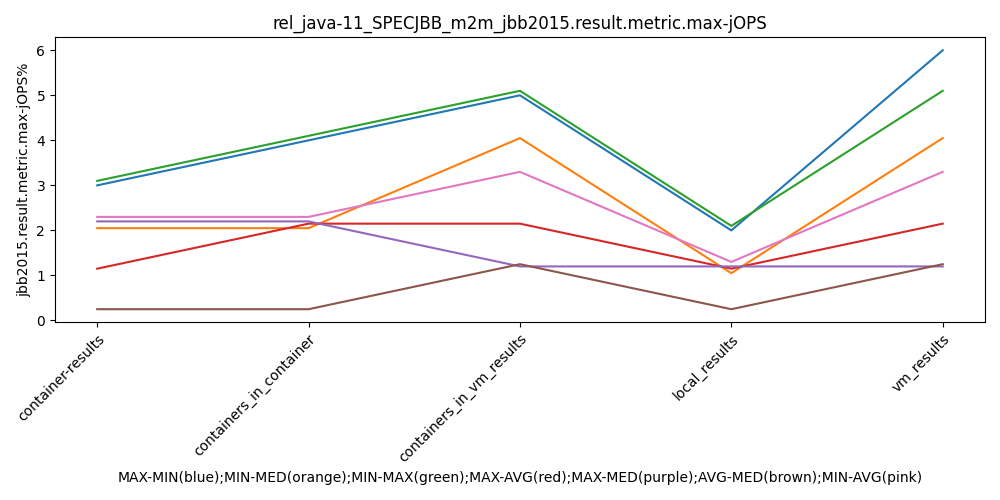 rel_java-11_SPECJBB_m2m_jbb2015.result.metric.max-jOPS
jbb2015.result.metric.max-jOPS%
6
5
4
3
2
1
0
container-results
containers_in_container
containers_in_vm_results
local_results
vm_results
MAX-MIN(blue);MIN-MED(orange);MIN-MAX(green);MAX-AVG(red);MAX-MED(purple);AVG-MED(brown);MIN-AVG(pink)